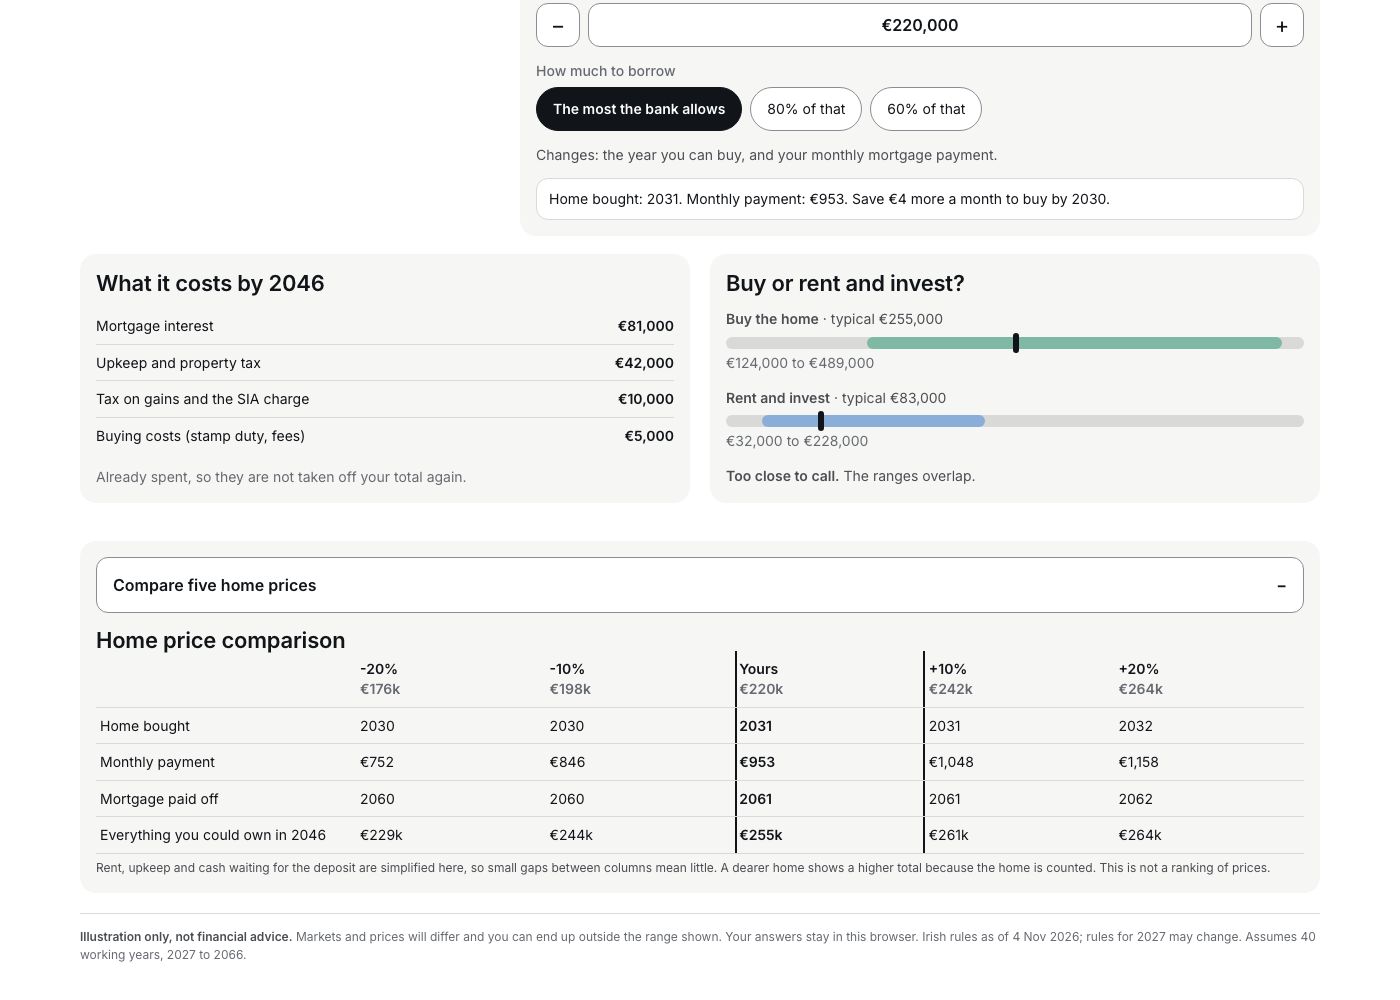 − €220,000 +
How much to borrow
The most the bank allows 80% of that 60% of that
Changes: the year you can buy, and your monthly mortgage payment.
Home bought: 2031. Monthly payment: €953. Save €4 more a month to buy by 2030.
What it costs by 2046
Mortgage interest €81,000
Upkeep and property tax €42,000
Tax on gains and the SIA charge €10,000
Buying costs (stamp duty, fees) €5,000
Already spent, so they are not taken off your total again.
Buy or rent and invest?
Buy the home · typical €255,000
€124,000 to €489,000
Rent and invest · typical €83,000
€32,000 to €228,000
Too close to call. The ranges overlap.
Compare five home prices −
Home price comparison
-20% -10% Yours +10% +20%
€176k €198k €220k €242k €264k
Home bought 2030 2030 2031 2031 2032
Monthly payment €752 €846 €953 €1,048 €1,158
Mortgage paid off 2060 2060 2061 2061 2062
Everything you could own in 2046 €229k €244k €255k €261k €264k
Rent, upkeep and cash waiting for the deposit are simplified here, so small gaps between columns mean little. A dearer home shows a higher total because the home is counted. This is not a ranking of prices.
Illustration only, not financial advice. Markets and prices will differ and you can end up outside the range shown. Your answers stay in this browser. Irish rules as of 4 Nov 2026; rules for 2027 may change. Assumes 40
working years, 2027 to 2066.